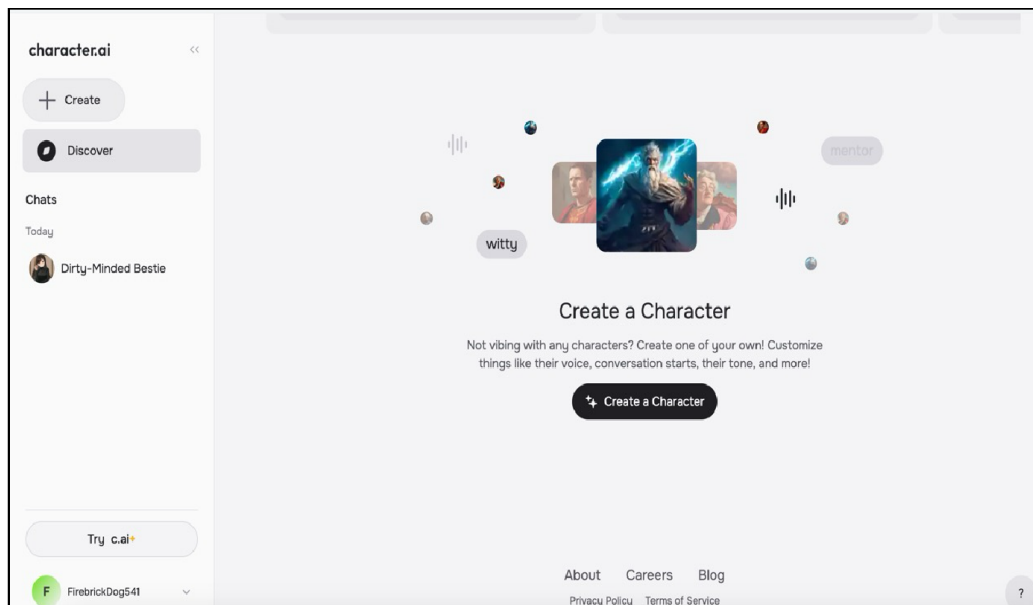 character.ai
Create
Discover
Chats
Today
Dirty-Minded Bestie
Try c.ai+
F
FirebrickDog541
mentor
witty
Create a Character
Not vibing with any characters? Create one of your own! Customize
things like their voice, conversation starts, their tone, and more!
Create a Character
About Careers Blog
Privacy Policy Terms of Service
?